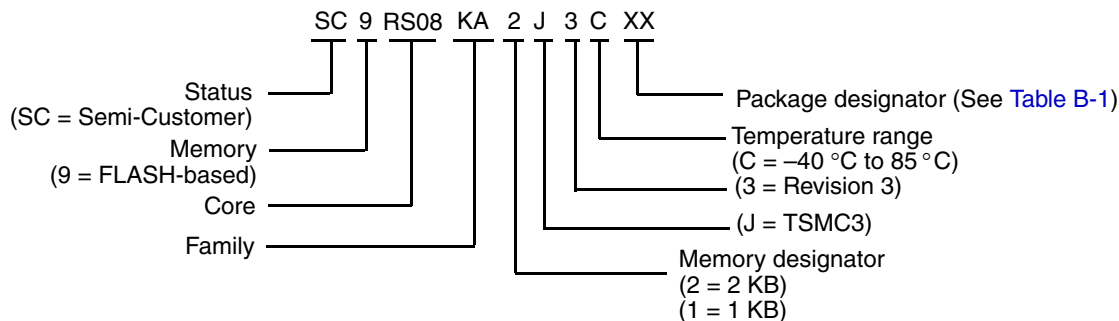 SC 9 RS08 KA 2 J 3 C XX
Status
(SC = Semi-Customer)
Memory
(9 = FLASH-based)
Core
Family
Package designator (See Table B-1)
Temperature range
(C = –40 °C to 85 °C)
(3 = Revision 3)
(J = TSMC3)
Memory designator
(2 = 2 KB)
(1 = 1 KB)